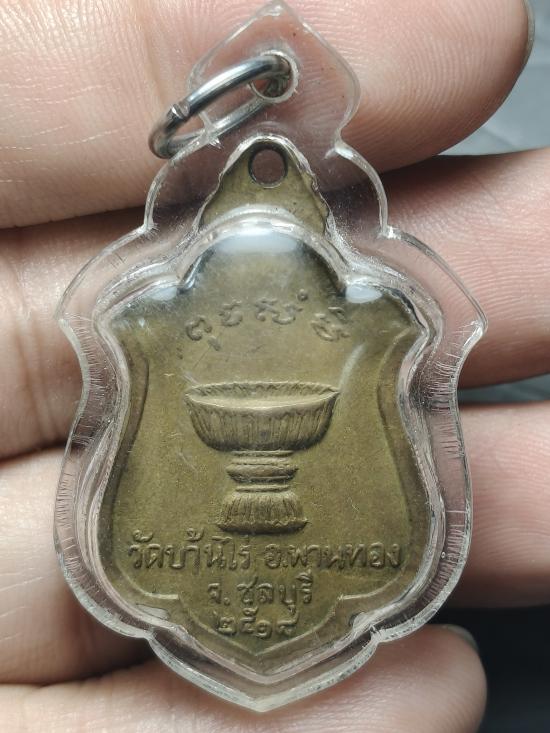 วัดบ้านไร่ อ.พานทอง
จ.ชลบุรี
๒๕๑๘